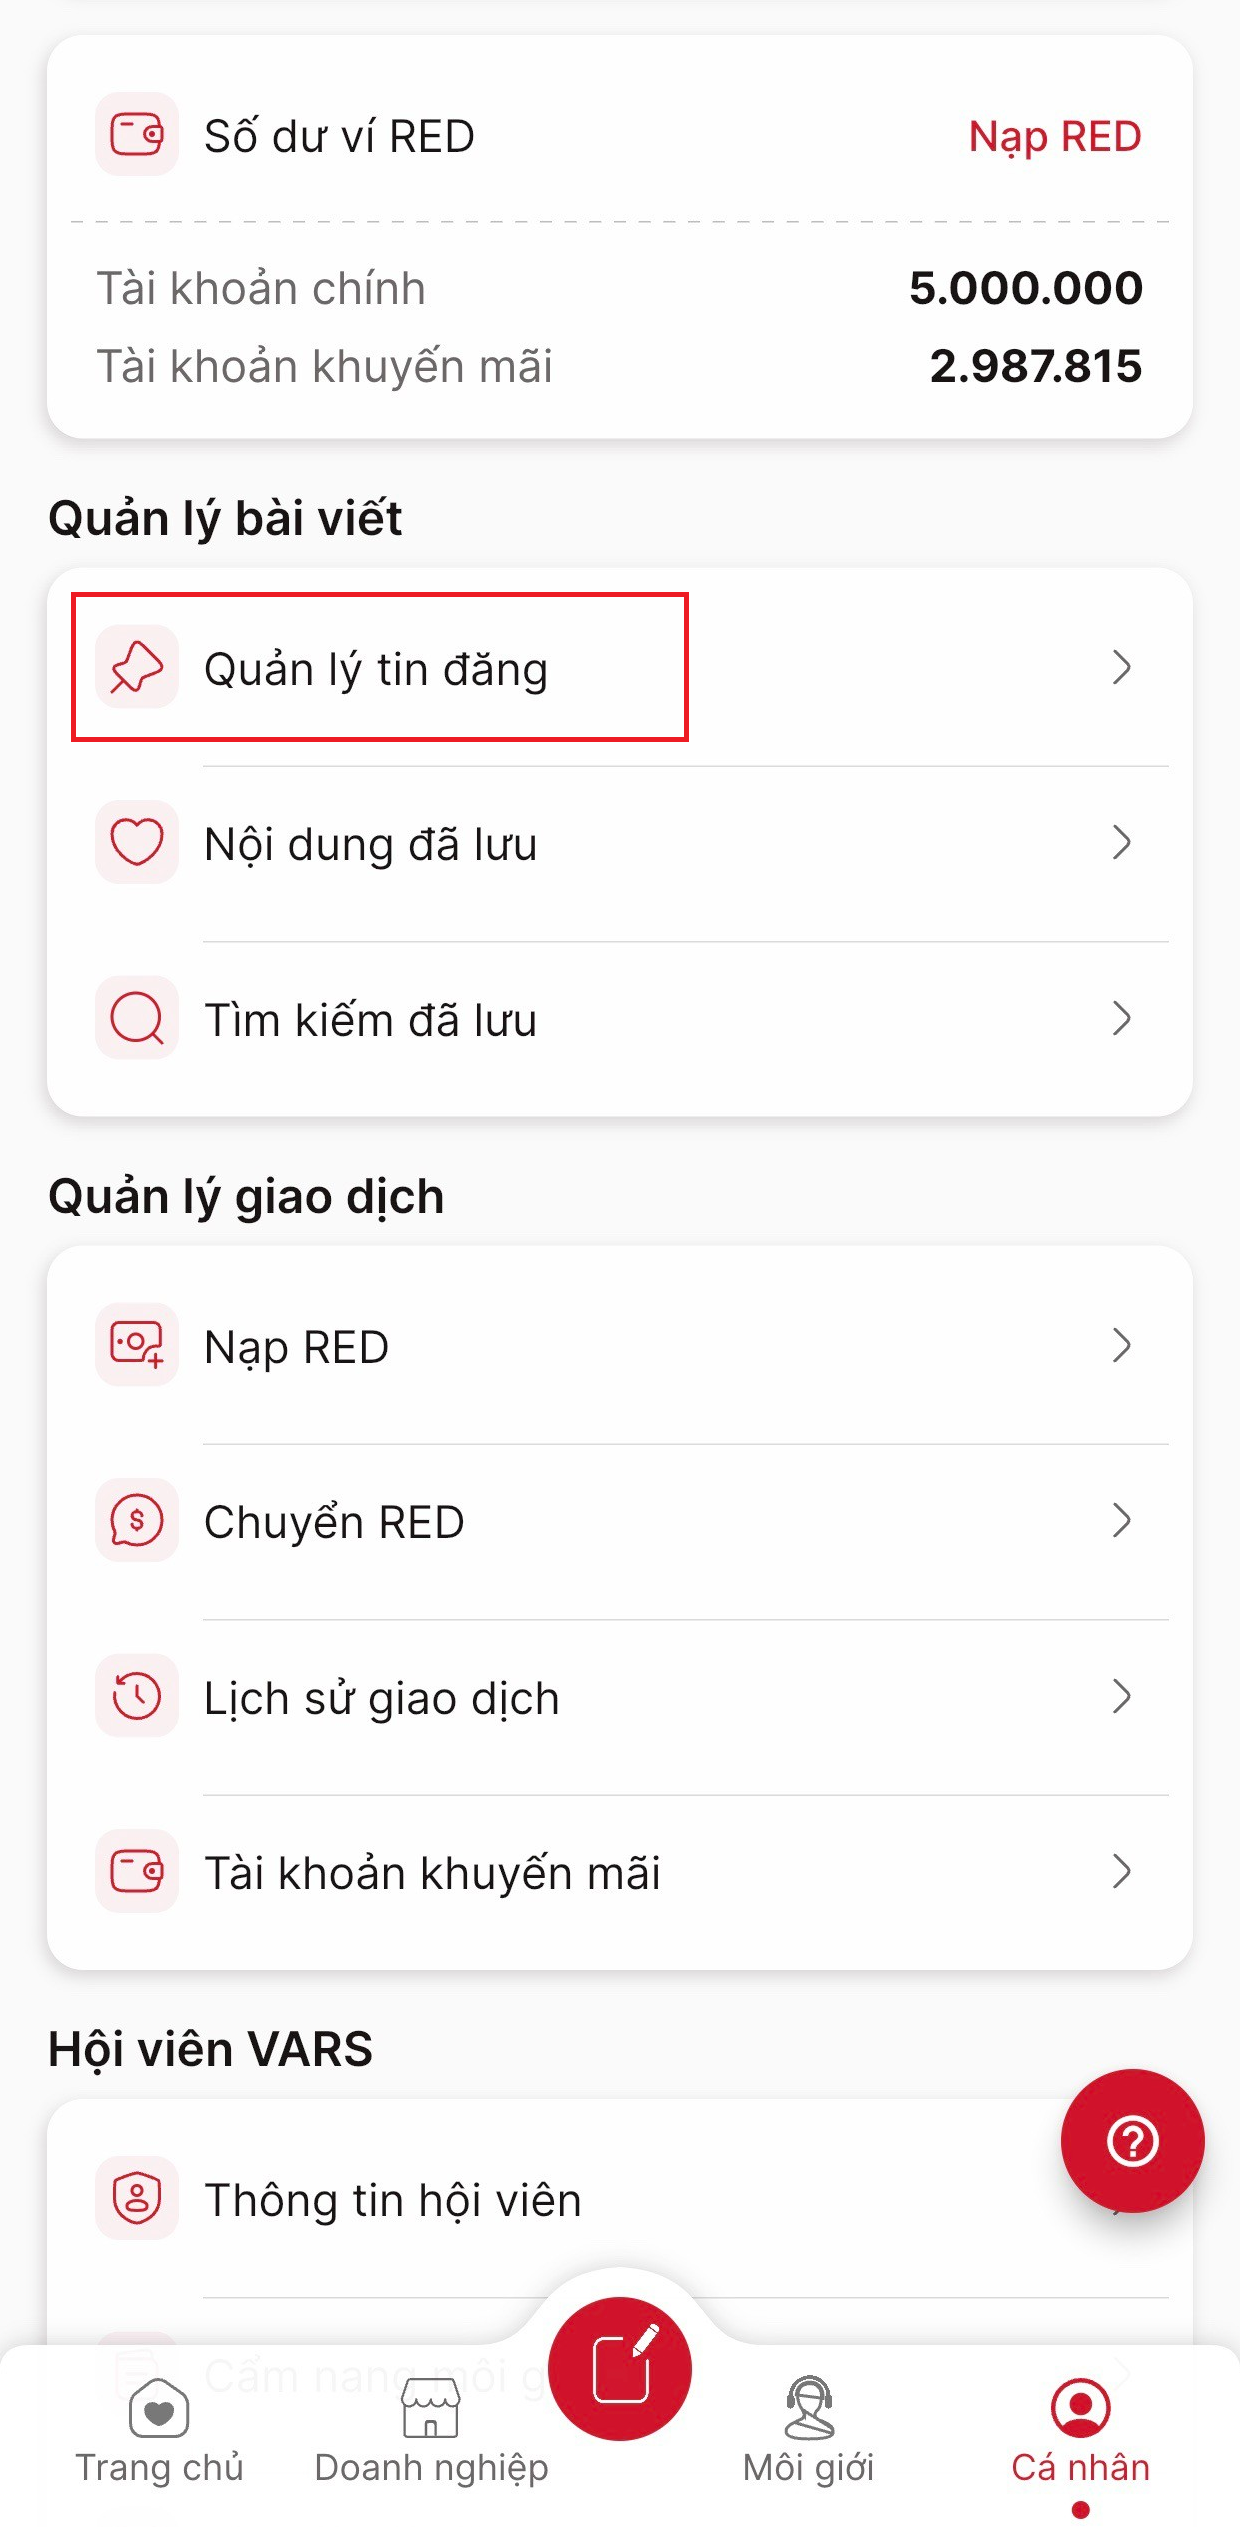 Số dư ví RED
Nạp RED
Tài khoản chính
5.000.000
Tài khoản khuyến mãi
2.987.815
Quản lý bài viết
Quản lý tin đăng
Nội dung đã lưu
Tìm kiếm đã lưu
Quản lý giao dịch
Nạp RED
$
Chuyển RED
Lịch sử giao dịch
Tài khoản khuyến mãi
Hội viên VARS
?
Thông tin hội viên
Cẩm nang môi g
Trang chủ
Doanh nghiệp
Môi giới
Cá nhân